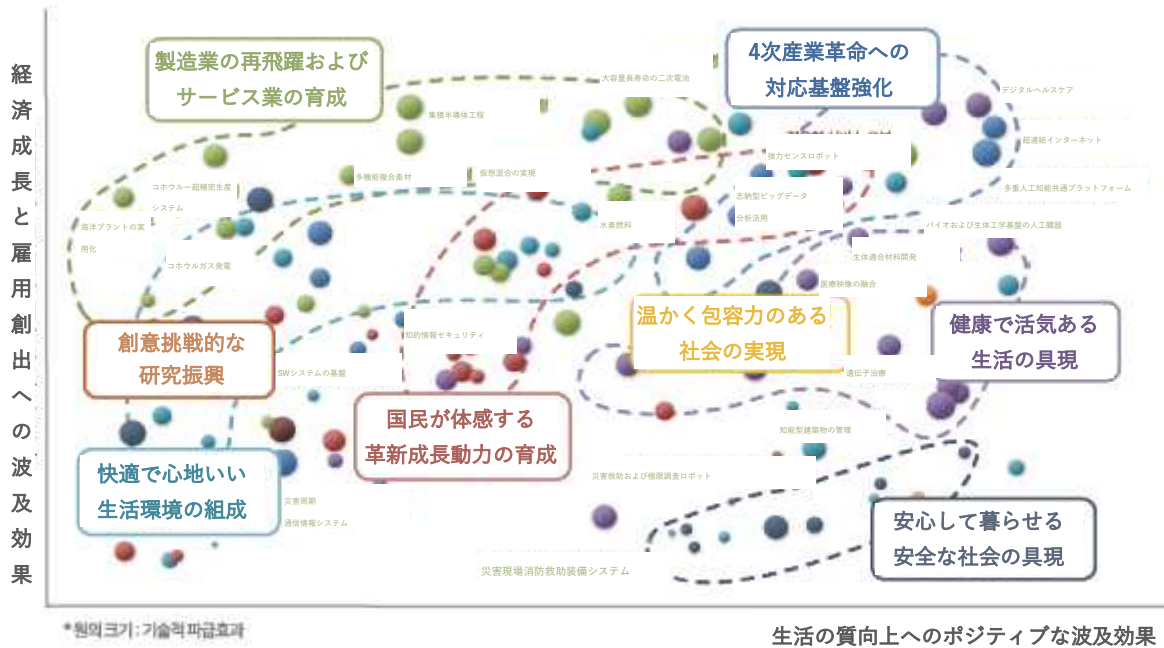 経済成長と雇用創出への波及効果
製造業の再飛躍および
サービス業の育成
4次産業革命への
対応基盤強化
大容量長寿命の二次電池
デジタルヘルスケア
集積半導体工程
超連結インターネット
強力センスロボット
仮想混合の実現
多機能複合素材
多重人工知能共通プラットフォーム
コホウルー超精密生産
システム
志納型ビッグデータ
分析活用
海洋プラントの実
用化
水素燃料
バイオおよび生体工学基盤の人工臓器
生体適合材料開発
コホウルガス発電
医療映像の融合
温かく包容力のある
社会の実現
健康で活気ある
生活の具現
創意挑戦的な
研究振興
知的情報セキュリティ
SWシステムの基盤
遺伝子治療
国民が体感する
革新成長動力の育成
知能型建築物の管理
快適で心地いい
生活環境の組成
災害救助および極限調査ロボット
災害周期
通信情報システム
安心して暮らせる
安全な社会の具現
災害現場消防救助装備システム
*원의 크기 : 기술적 파급효과
生活の質向上へのポジティブな波及効果